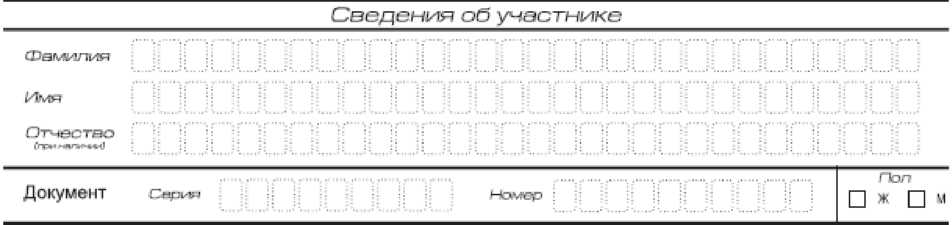 Сведения об участнике
Фамилия
Имя
Отчество
(при наличии)
Документ Серия Номер Пол
Ж М